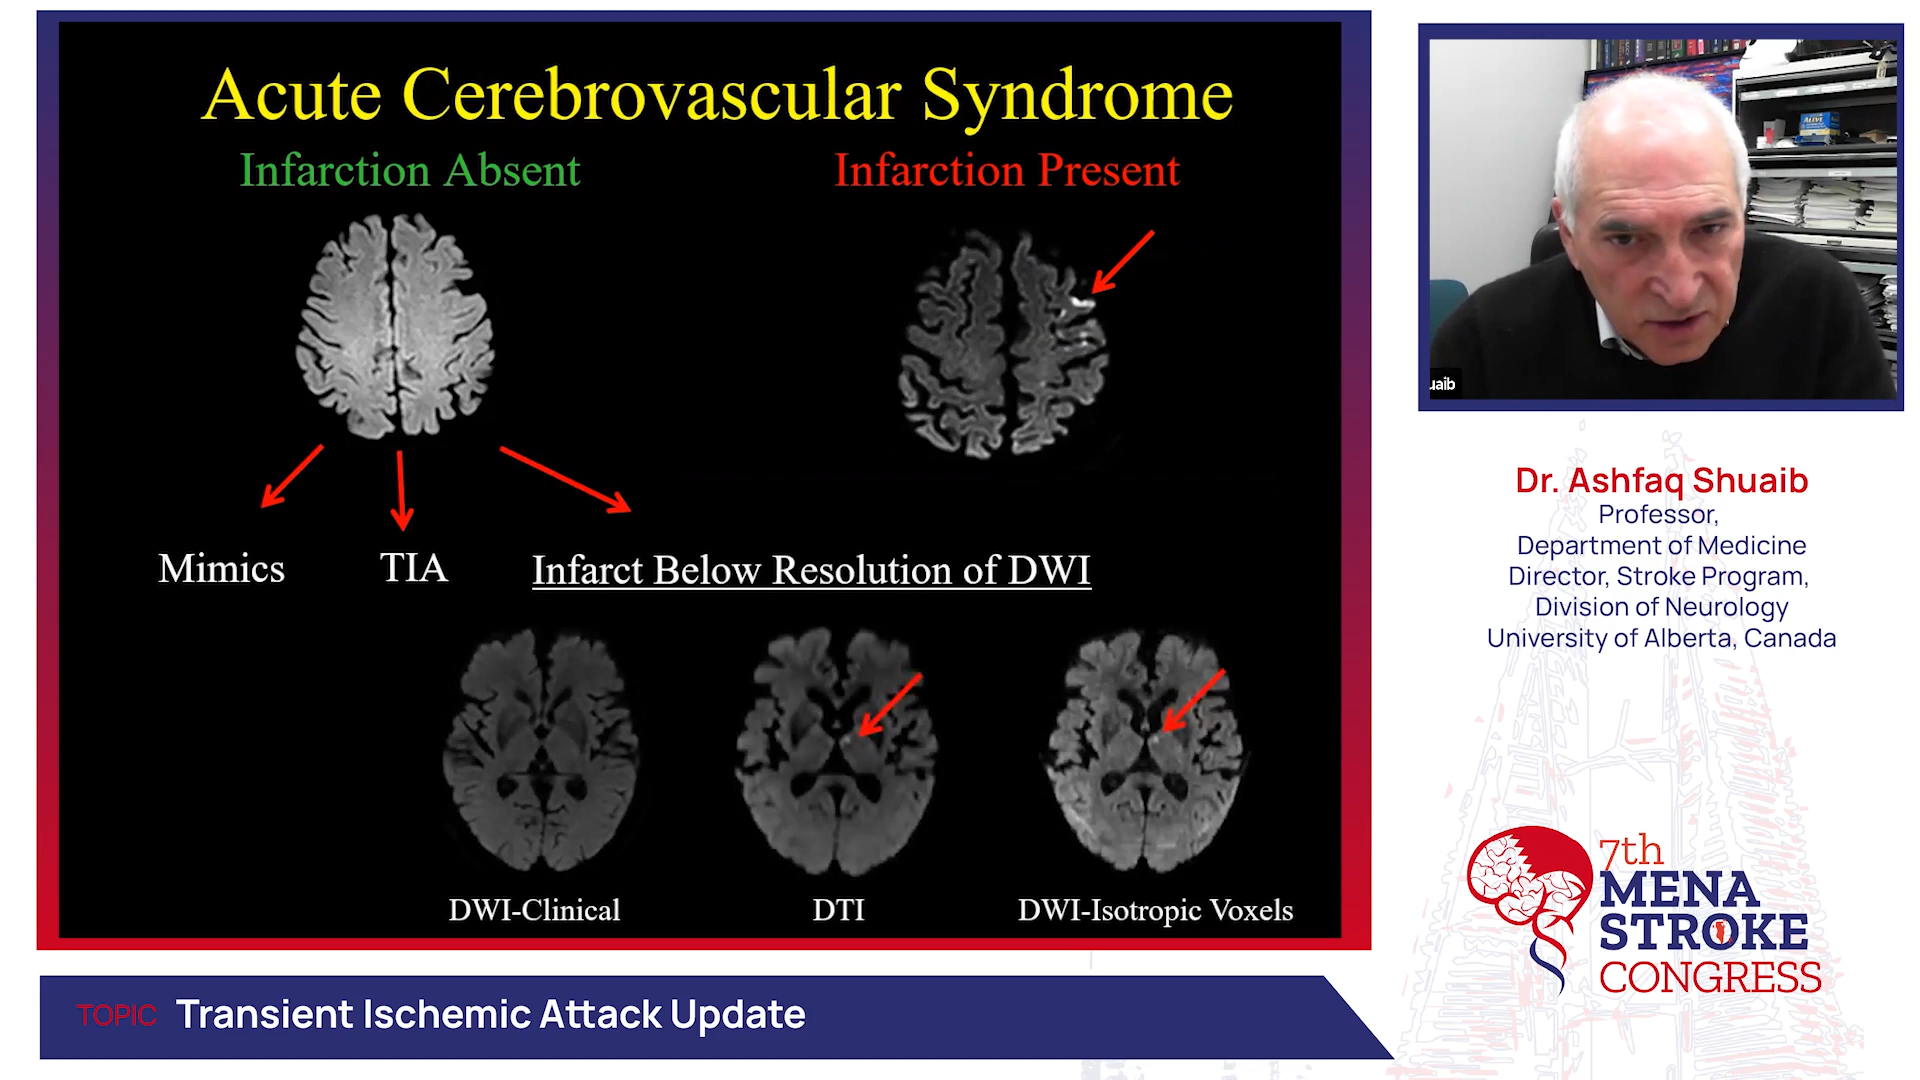 Acute Cerebrovascular Syndrome
Infarction Absent
Infarction Present
Mimics
TIA
Infarct Below Resolution of DWI
DWI-Clinical
DTI
DWI-Isotropic Voxels
TOPIC Transient Ischemic Attack Update
ALEVE
uaib
Dr. Ashfaq Shuaib
Professor,
Department of Medicine
Director, Stroke Program,
Division of Neurology
University of Alberta, Canada
7th
MENA
STROKE
CONGRESS